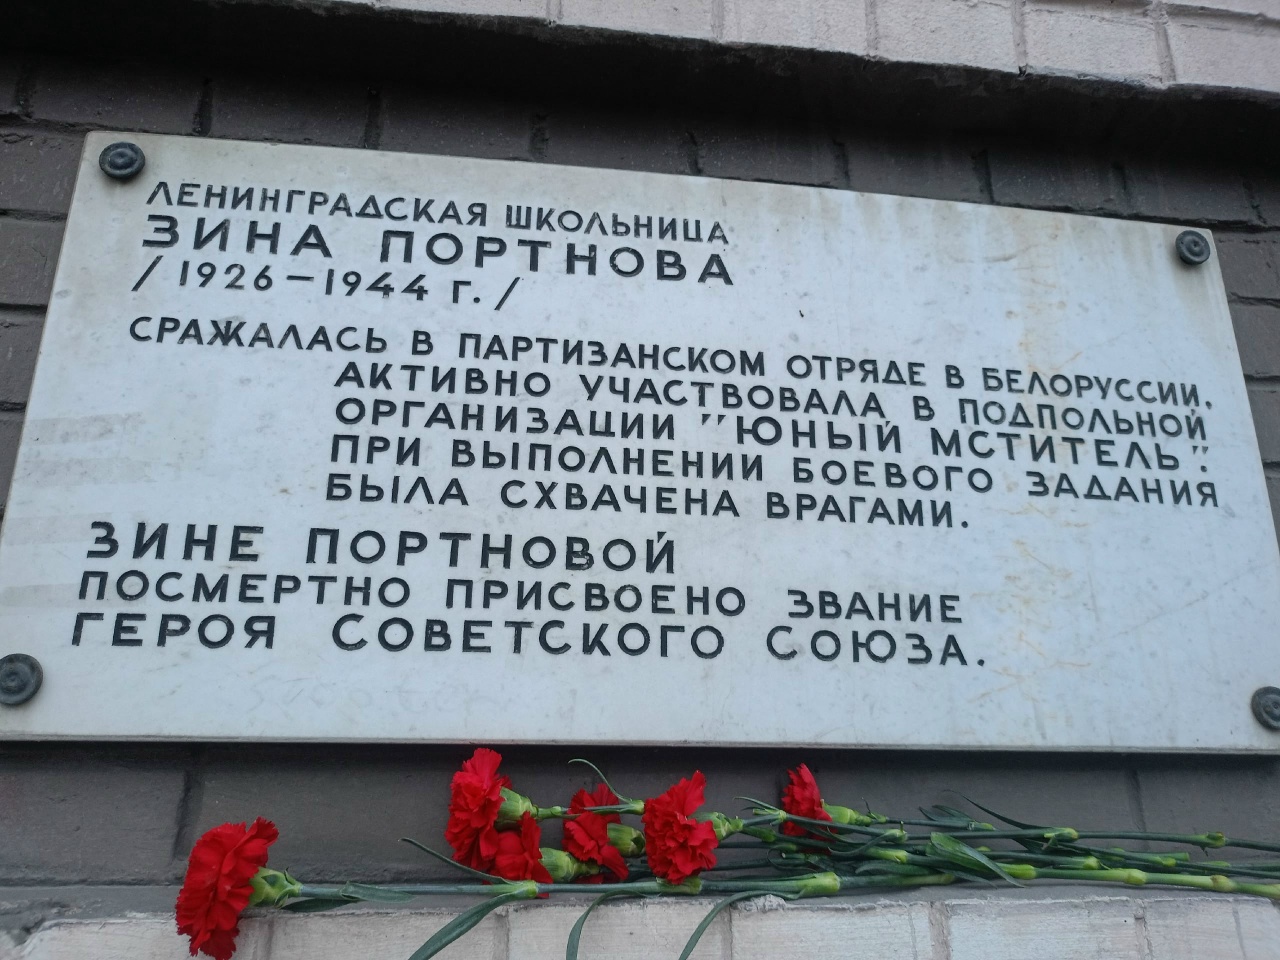 ЛЕНИНГРАДСКАЯ ШКОЛЬНИЦА
ЗИНА ПОРТНОВА
/1926-1944 г./
СРАЖАЛАСЬ В ПАРТИЗАНСКОМ ОТРЯДЕ В БЕЛОРУССИИ.
АКТИВНО УЧАСТВОВАЛА В ПОДПОЛЬНОЙ
ОРГАНИЗАЦИИ "ЮНЫЙ МСТИТЕЛЬ".
ПРИ ВЫПОЛНЕНИИ БОЕВОГО ЗАДАНИЯ
БЫЛА СХВАЧЕНА ВРАГАМИ.
ЗИНЕ ПОРТНОВОЙ
ПОСМЕРТНО ПРИСВОЕНО ЗВАНИЕ
ГЕРОЯ СОВЕТСКОГО СОЮЗА.